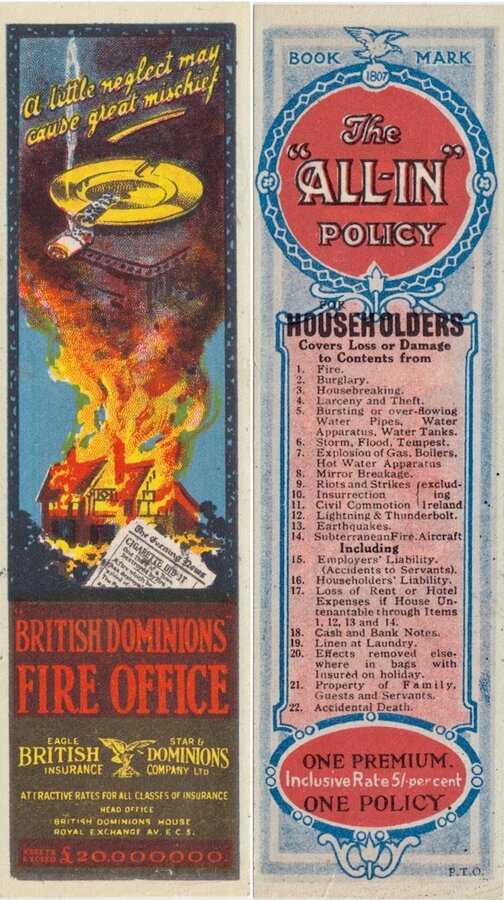 A little neglect may
cause great mischief
The Evening News
CIGARETTE END IT
"BRITISH DOMINIONS"
FIRE OFFICE
EAGLE STAR &
BRITISH DOMINIONS
INSURANCE COMPANY LTD
ATTRACTIVE RATES FOR ALL CLASSES OF INSURANCE
HEAD OFFICE
BRITISH DOMINIONS HOUSE
ROYAL EXCHANGE AV. E.C.3.
ASSETS EXCEED £20.000000.
BOOK MARK
1807
The
"ALL-IN"
POLICY
FOR
HOUSEHOLDERS
Covers Loss or Damage
to Contents from
1. Fire.
2. Burglary.
3. Housebreaking.
4. Larceny and Theft.
5. Bursting or over-flowing
Water Pipes, Water
Apparatus, Water Tanks.
6. Storm, Flood, Tempest.
7. Explosion of Gas, Boilers,
Hot Water Apparatus
8. Mirror Breakage.
9. Riots and Strikes (exclud-
10. Insurrection ing
11. Civil Commotion Ireland
12. Lightning & Thunderbolt.
13. Earthquakes.
14. Subterranean Fire. Aircraft
Including
15. Employers' Liability.
(Accidents to Servants).
16. Householders' Liability.
17. Loss of Rent or Hotel
Expenses if House Un-
tenantable through Items
1, 12, 13 and 14.
18. Cash and Bank Notes.
19. Linen at Laundry.
20. Effects removed else-
where in bags with
Insured on holiday.
21. Property of Family,
Guests and Servants.
22. Accidental Death.
ONE PREMIUM.
Inclusive Rate 5/- per cent
ONE POLICY.
P.T.O.